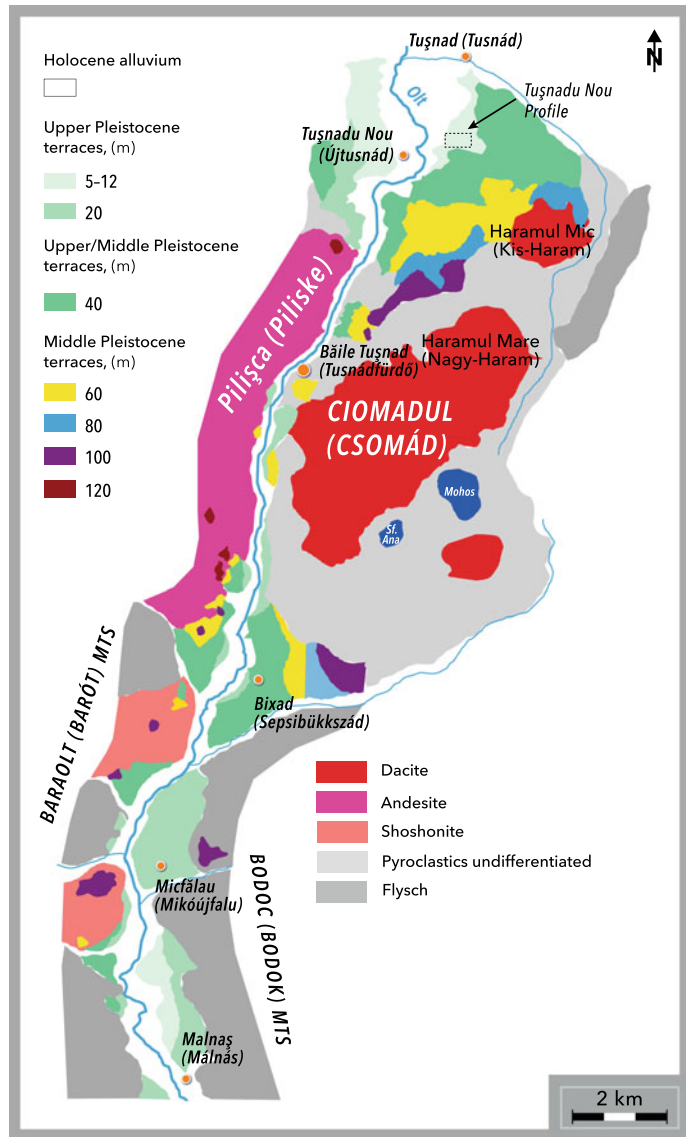 Tuşnad (Tusnád)
N
Holocene alluvium
Olt
Tuşnadu Nou
Profile
Upper Pleistocene
terraces, (m)
5–12
20
Tuşnadu Nou
(Újtusnád)
Upper/Middle Pleistocene
terraces, (m)
40
Haramul Mic
(Kis-Haram)
Middle Pleistocene
terraces, (m)
60
80
100
120
Pilişca (Piliske)
Haramul Mare
(Nagy-Haram)
Băile Tuşnad
(Tusnádfürdő)
CIOMADUL
(CSOMÁD)
Mohos
Sf.
Ana
BARAOLT (BARÓT) MTS
Bixad
(Sepsibükkszád)
Dacite
Andesite
Shoshonite
Pyroclastics undifferentiated
Flysch
Micfălau
(Mikóújfalu)
BODOC (BODOK) MTS
Malnaş
(Málnás)
2 km